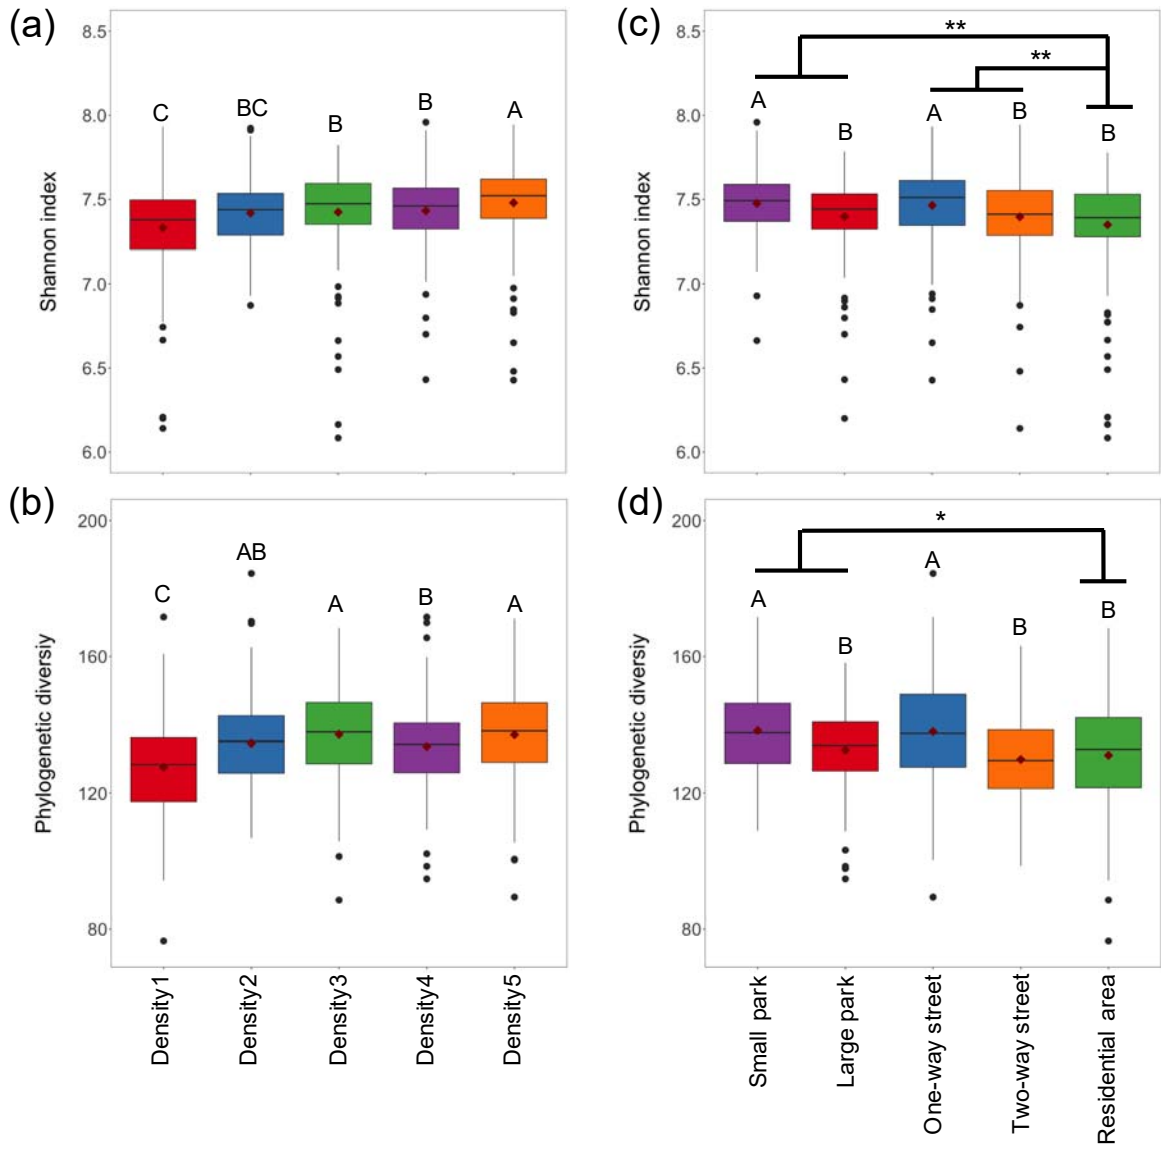 (a)
8.5
8.0
7.5
7.0
6.5
6.0
Shannon index
C
BC
B
B
A
(c)
8.5
8.0
7.5
7.0
6.5
6.0
Shannon index
**
**
A
B
A
B
B
(b)
200
160
120
80
Phylogenetic diversiy
C
AB
A
B
A
Density1
Density2
Density3
Density4
Density5
(d)
200
160
120
80
Phylogenetic diversiy
*
A
B
A
B
B
Small park
Large park
One-way street
Two-way street
Residential area